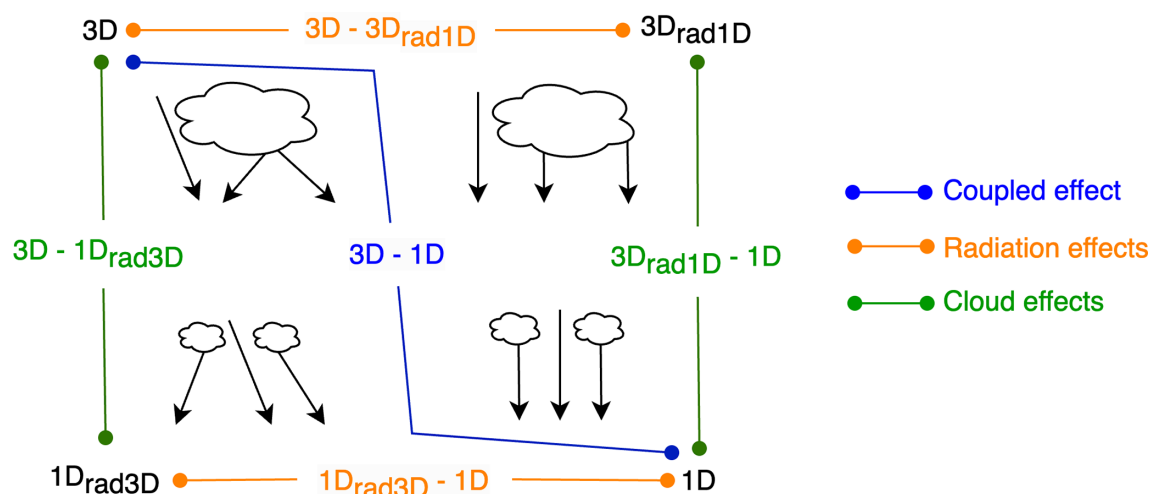 3D
3D - 3Drad1D
3Drad1D
3D - 1Drad3D
3D - 1D
3Drad1D - 1D
Coupled effect
Radiation effects
Cloud effects
1Drad3D
1Drad3D - 1D
1D